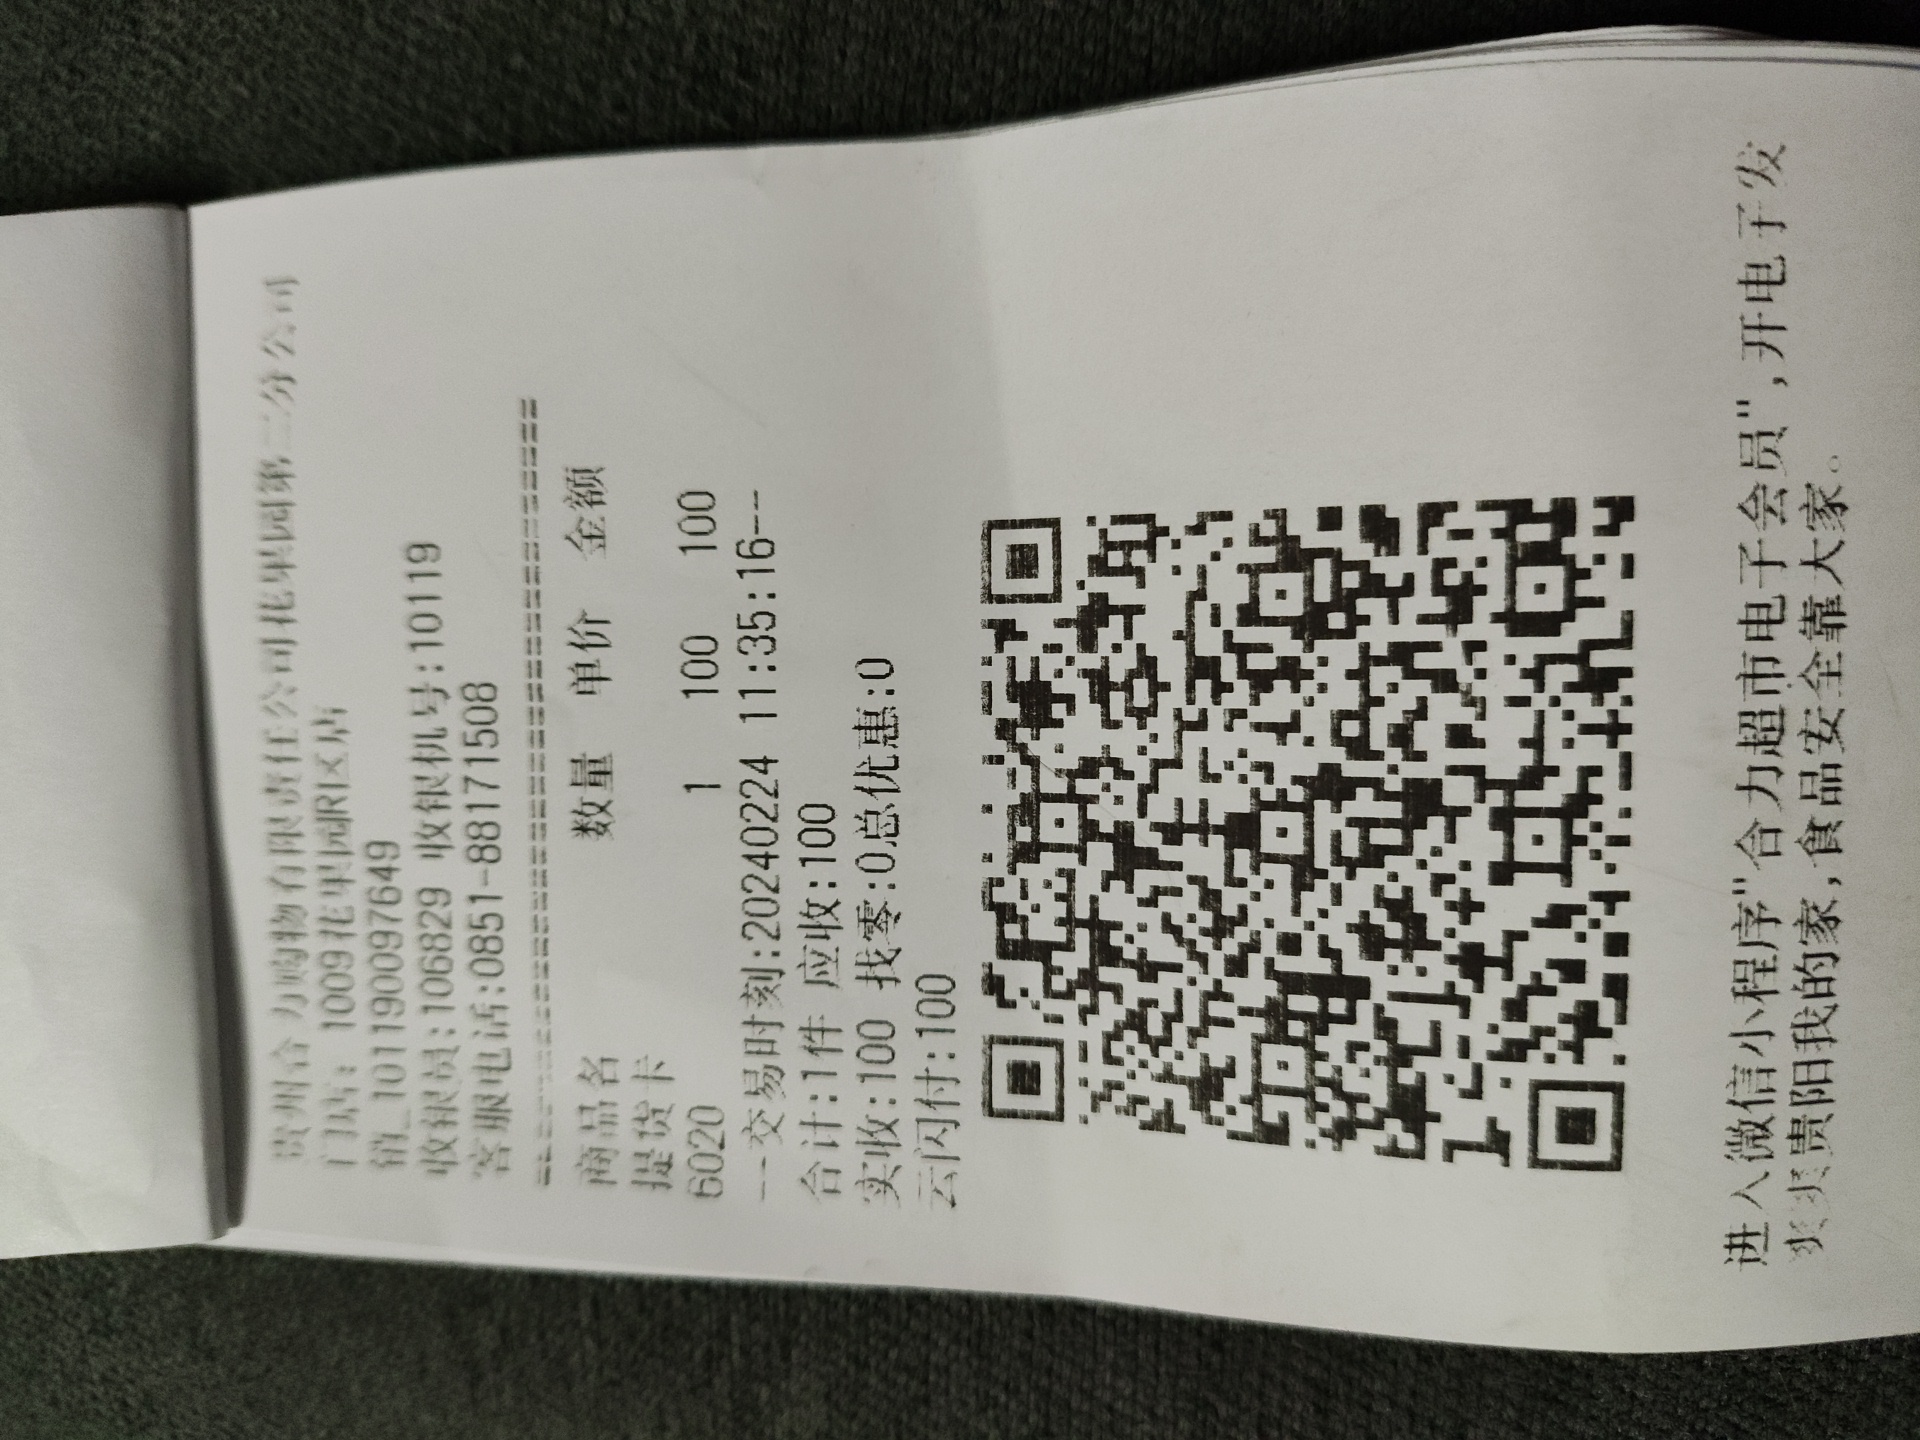 贵州合力购物有限责任公司花果园第二分公司
门店: 1009花果园R区店
销_1011900097649
收银员:106829 收银机号:10119
客服电话:0851-88171508
================================
商品名 数量 单价 金额
提货卡
6020 1 100 100
--交易时刻:20240224 11:35:16--
合计:1件 应收:100
实收:100 找零:0总优惠:0
云闪付:100
进入微信小程序"合力超市电子会员",开电子发
爽爽贵阳我的家,食品安全靠大家。